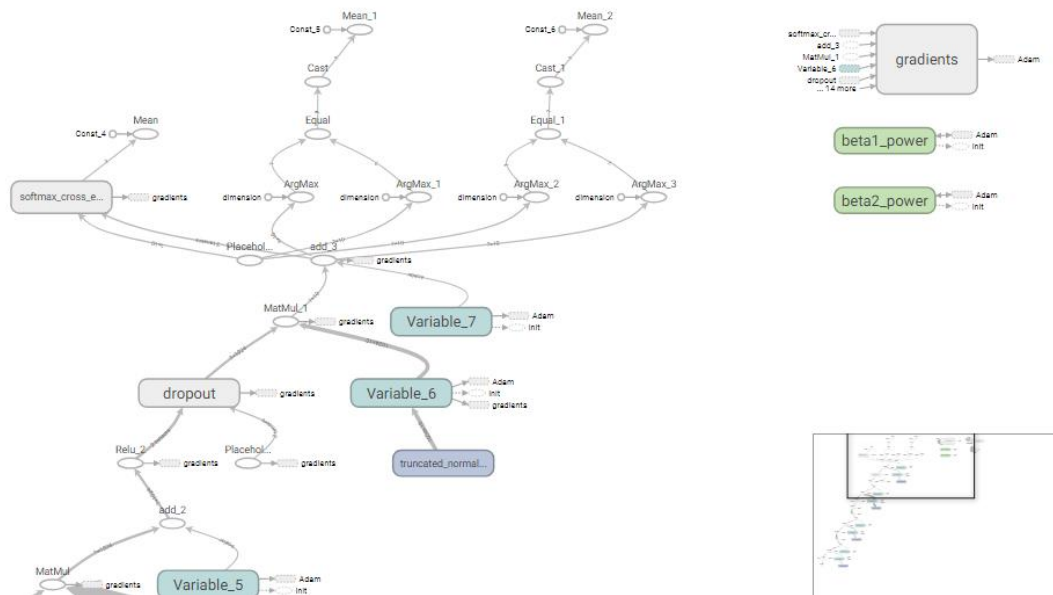 Mean_1
Const_5
Mean_2
Const_6
Cast
Cast_1
Mean
Const_4
Equal
Equal_1
softmax_cross_e...
gradients
dimension
ArgMax
dimension
ArgMax_1
dimension
ArgMax_2
dimension
ArgMax_3
Placehol...
add_3
gradients
MatMul_1
gradients
Variable_7
Adam
init
dropout
gradients
Variable_6
Adam
init
gradients
Relu_2
gradients
Placehol...
gradients
truncated_normal...
add_2
MatMul
gradients
Variable_5
Adam
init
softmax_cr...
add_3
MatMul_1
Variable_6
dropout
... 14 more
gradients
Adam
beta1_power
Adam
init
beta2_power
Adam
init